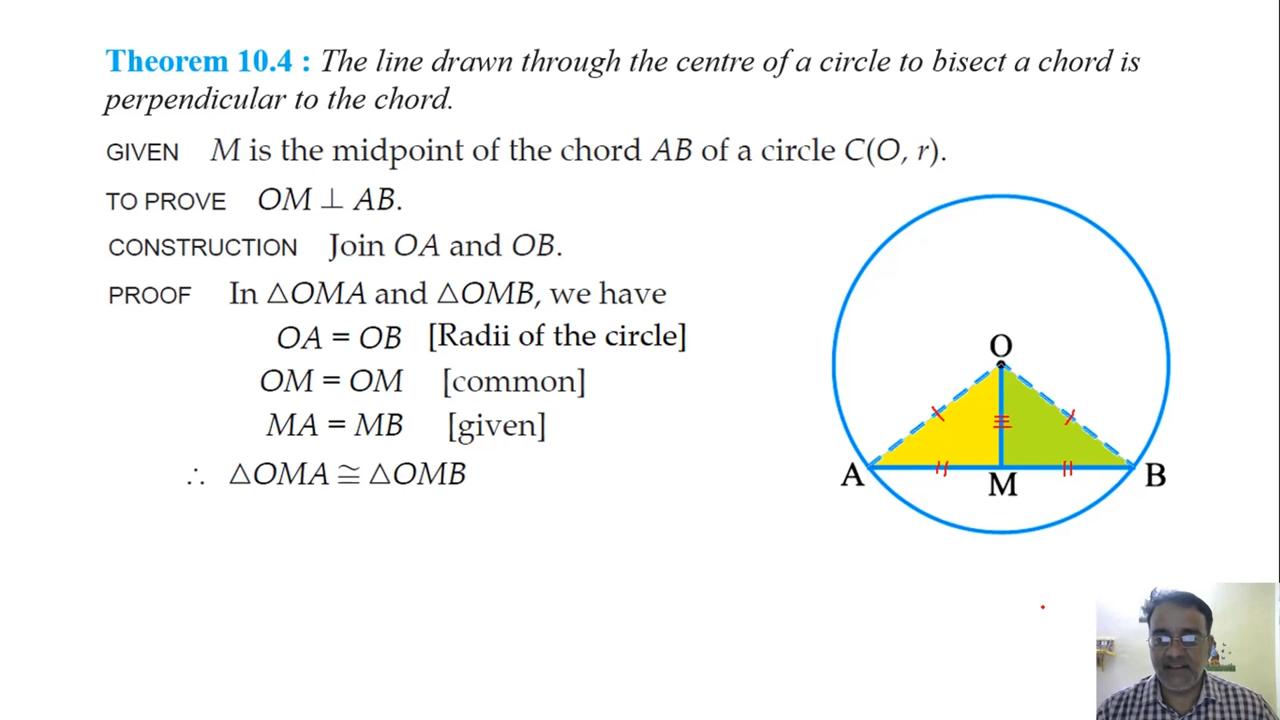 Theorem 10.4 : The line drawn through the centre of a circle to bisect a chord is
perpendicular to the chord.
GIVEN M is the midpoint of the chord AB of a circle C(O, r).
TO PROVE OM ⊥ AB.
CONSTRUCTION Join OA and OB.
PROOF In △OMA and △OMB, we have
OA = OB [Radii of the circle]
OM = OM [common]
MA = MB [given]
∴ △OMA ≅ △OMB
O
A
M
B